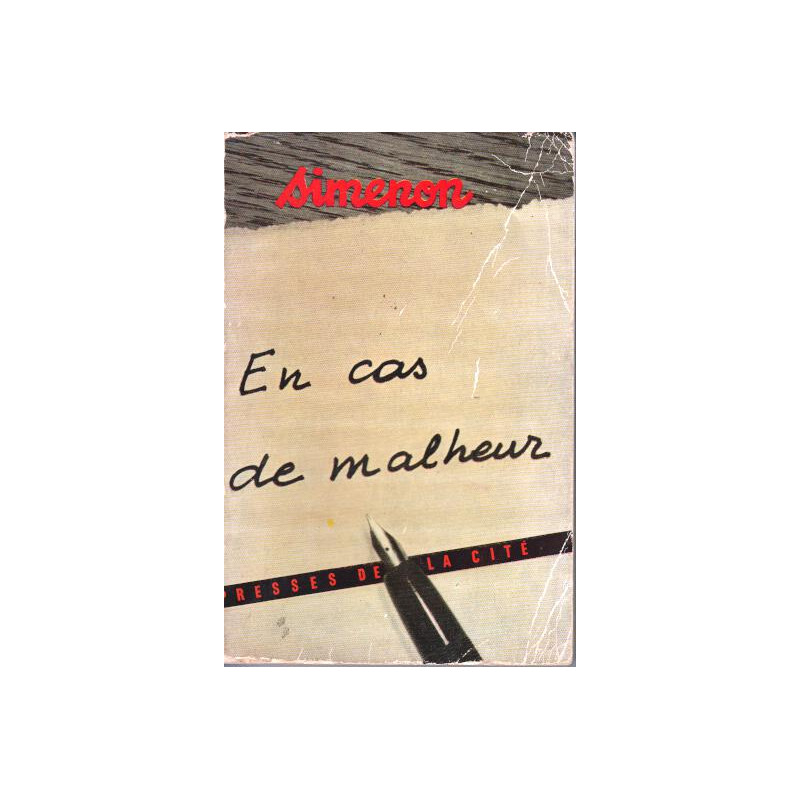 simenon
En cas
de malheur
PRESSES DE LA CITÉ